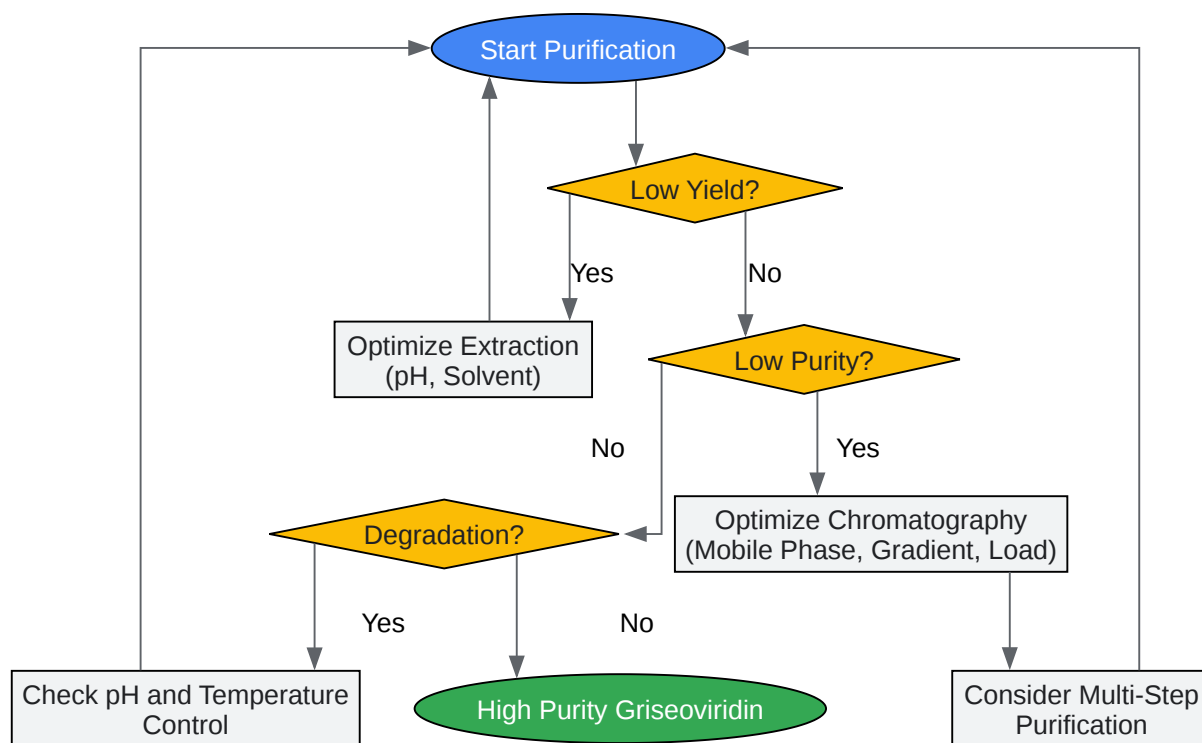 Start Purification
Low Yield?
Yes
No
Optimize Extraction
(pH, Solvent)
Low Purity?
No
Yes
Degradation?
Optimize Chromatography
(Mobile Phase, Gradient, Load)
Yes
No
Check pH and Temperature
Control
High Purity Griseoviridin
Consider Multi-Step
Purification